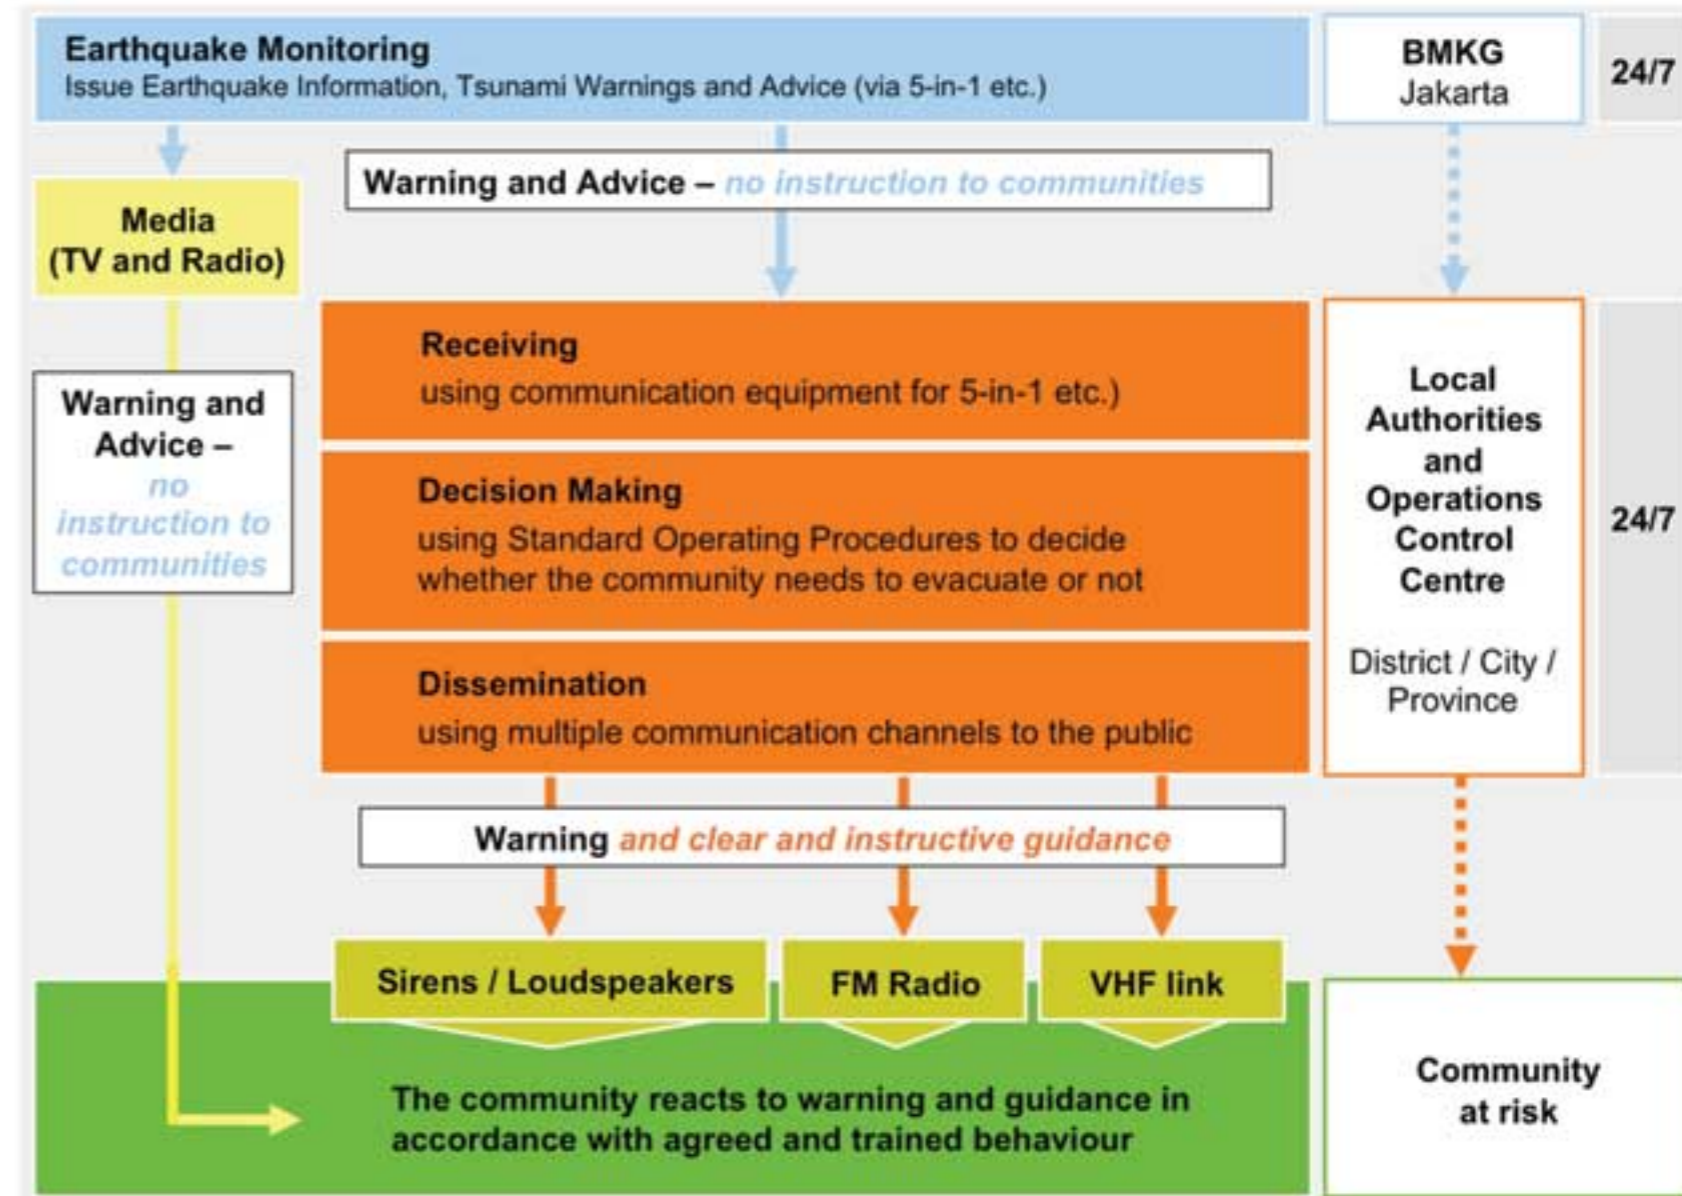 Earthquake Monitoring
Issue Earthquake Information, Tsunami Warnings and Advice (via 5-in-1 etc.)
BMKG
Jakarta
24/7
Warning and Advice – no instruction to communities
Media
(TV and Radio)
Warning and
Advice –
no
instruction to
communities
Receiving
using communication equipment for 5-in-1 etc.)
Decision Making
using Standard Operating Procedures to decide
whether the community needs to evacuate or not
Dissemination
using multiple communication channels to the public
Local
Authorities
and
Operations
Control
Centre
District / City /
Province
24/7
Warning and clear and instructive guidance
Sirens / Loudspeakers
FM Radio
VHF link
The community reacts to warning and guidance in
accordance with agreed and trained behaviour
Community
at risk